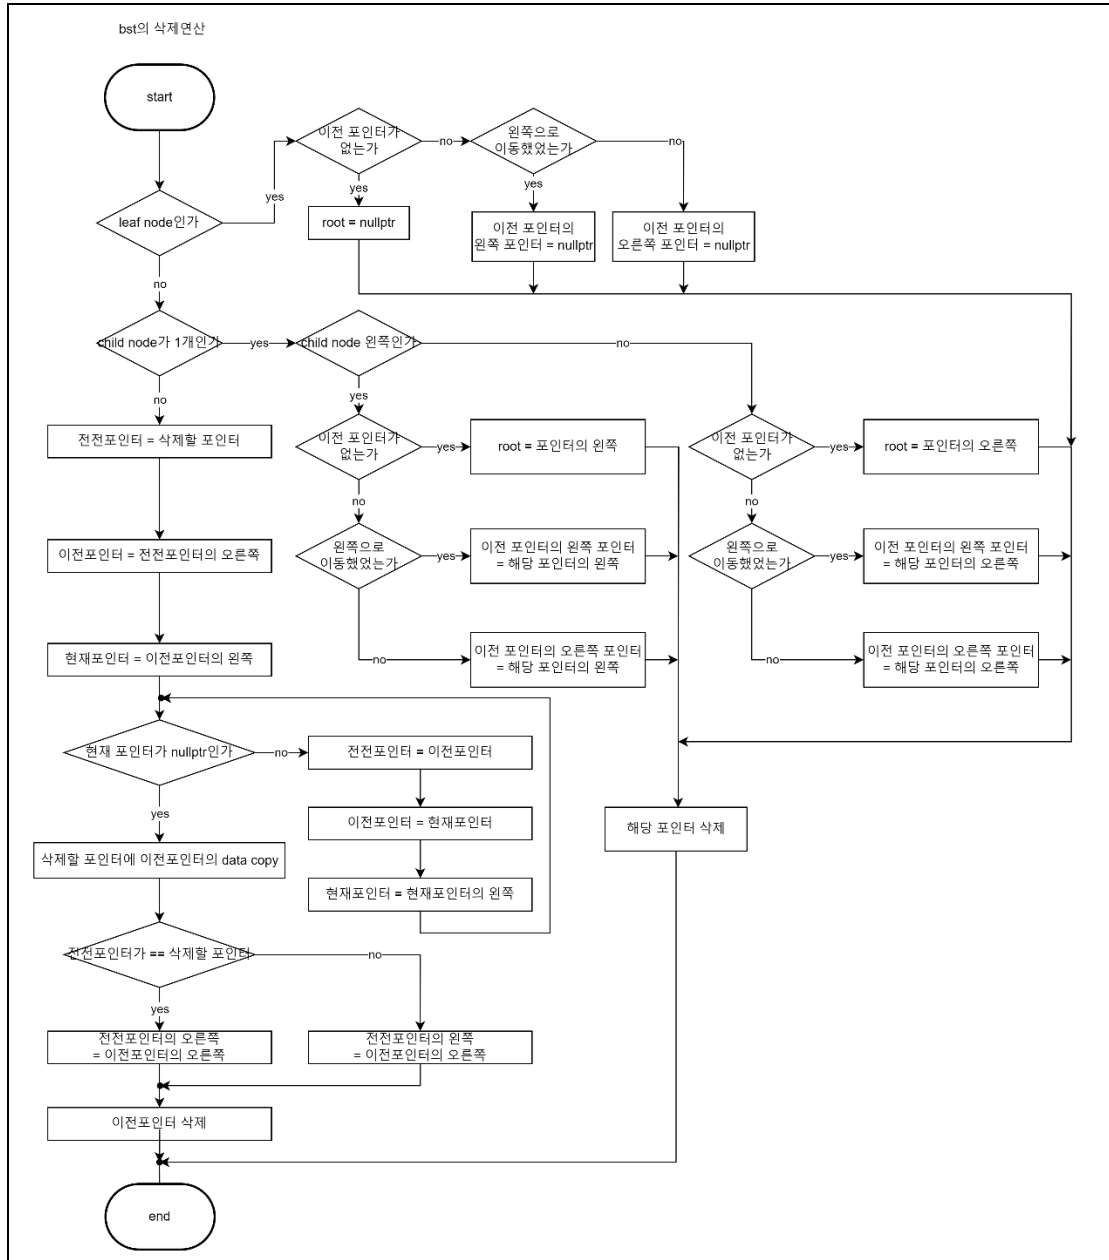 bst의 삭제연산
start
이전 포인터가
없는가
no
왼쪽으로
이동했었는가
no
yes
yes
yes
leaf node인가
root = nullptr
이전 포인터의
왼쪽 포인터 = nullptr
이전 포인터의
오른쪽 포인터 = nullptr
no
child node가 1개인가
yes
child node 왼쪽인가
no
no
yes
전전포인터 = 삭제할 포인터
이전 포인터가
없는가
yes
root = 포인터의 왼쪽
이전 포인터가
없는가
yes
root = 포인터의 오른쪽
no
no
이전포인터 = 전전포인터의 오른쪽
왼쪽으로
이동했었는가
yes
이전 포인터의 왼쪽 포인터
= 해당 포인터의 왼쪽
왼쪽으로
이동했었는가
yes
이전 포인터의 왼쪽 포인터
= 해당 포인터의 오른쪽
현재포인터 = 이전포인터의 왼쪽
no
이전 포인터의 오른쪽 포인터
= 해당 포인터의 왼쪽
no
이전 포인터의 오른쪽 포인터
= 해당 포인터의 오른쪽
현재 포인터가 nullptr인가
no
전전포인터 = 이전포인터
yes
이전포인터 = 현재포인터
해당 포인터 삭제
삭제할 포인터에 이전포인터의 data copy
현재포인터 = 현재포인터의 왼쪽
전전포인터가 == 삭제할 포인터
no
yes
전전포인터의 오른쪽
= 이전포인터의 오른쪽
전전포인터의 왼쪽
= 이전포인터의 오른쪽
이전포인터 삭제
end